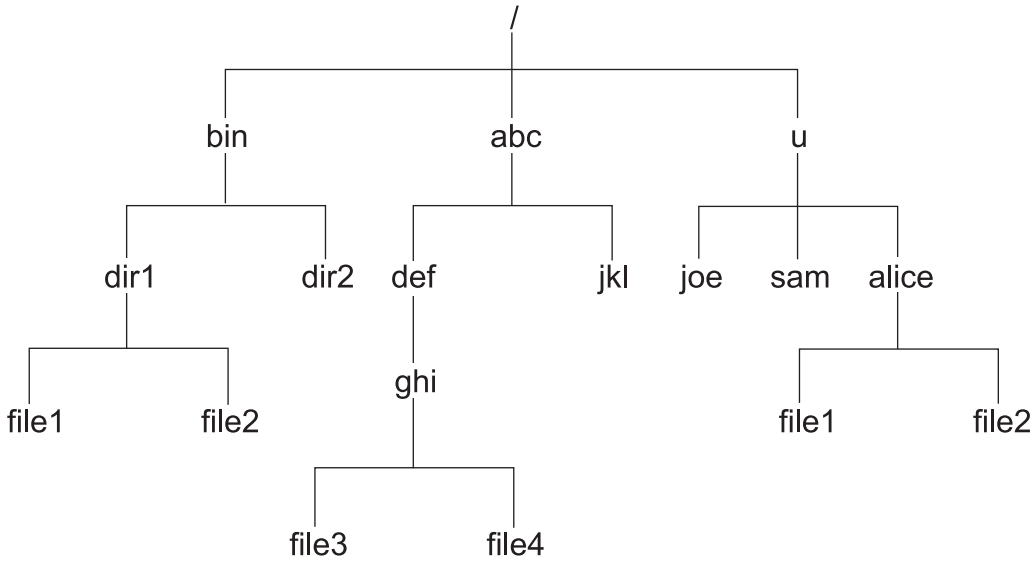 /
bin abc u
dir1 dir2 def jkl joe sam alice
ghi
file1 file2 file1 file2
file3 file4